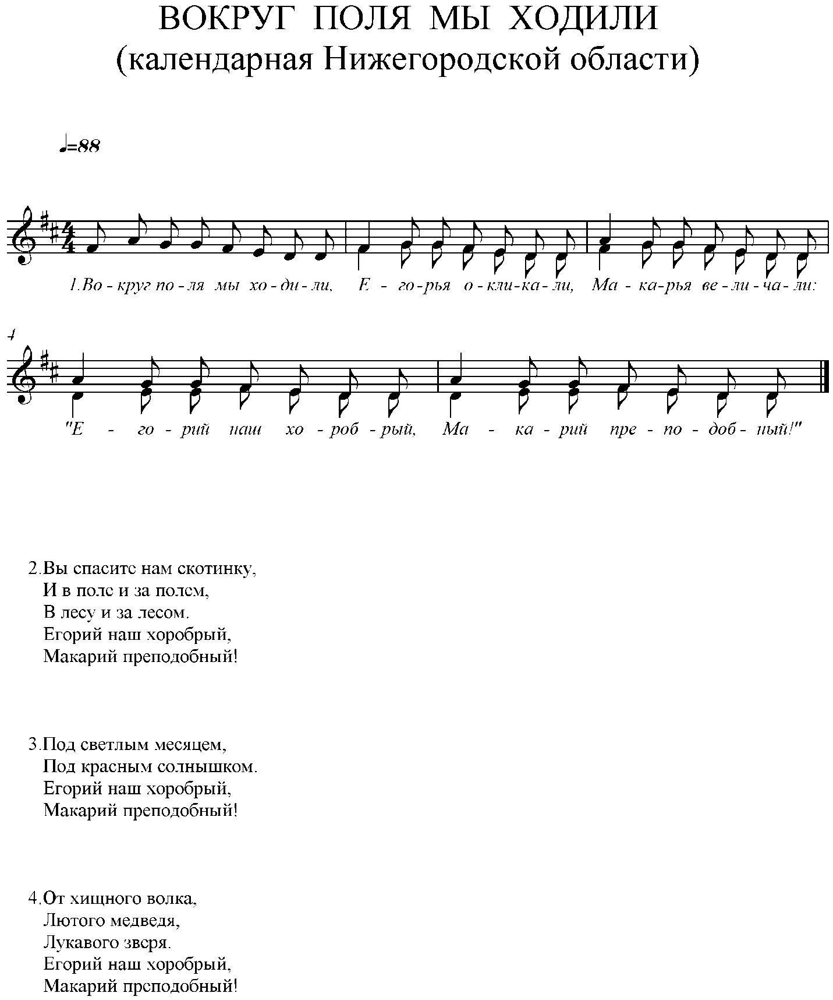 ВОКРУГ ПОЛЯ МЫ ХОДИЛИ
(календарная Нижегородской области)
=88
4
4
1.Во - круг по - ля мы хо - ди - ли, Е - го - рья о - кли - ка - ли, Ма - ка - рья ве - ли - ча - ли:
4
"Е - го - рий наш хо - роб - рый, Ма - ка - рий пре - по - доб - ный!"
2.Вы спасите нам скотинку,
И в поле и за полем,
В лесу и за лесом.
Егорий наш хоробрый,
Макарий преподобный!
3.Под светлым месяцем,
Под красным солнышком.
Егорий наш хоробрый,
Макарий преподобный!
4.От хищного волка,
Лютого медведя,
Лукавого зверя.
Егорий наш хоробрый,
Макарий преподобный!